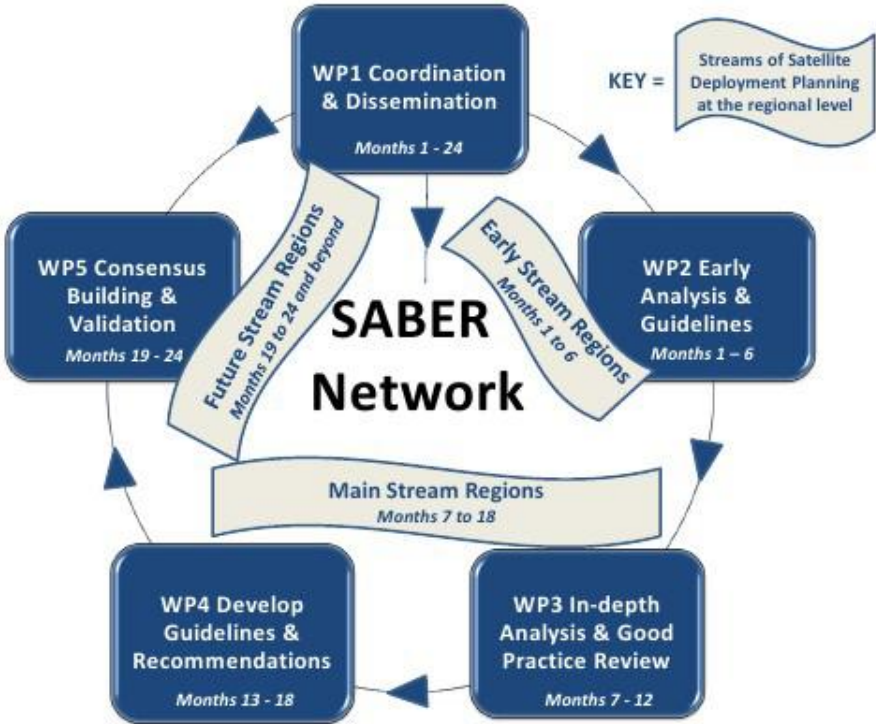 WP1 Coordination
& Dissemination
Months 1 - 24
KEY =
Streams of Satellite
Deployment Planning
at the regional level
WP5 Consensus
Building &
Validation
Months 19 - 24
Future Stream Regions
Months 19 to 24 and beyond
SABER
Network
Early Stream Regions
Months 1 to 6
WP2 Early
Analysis &
Guidelines
Months 1 – 6
Main Stream Regions
Months 7 to 18
WP4 Develop
Guidelines &
Recommendations
Months 13 - 18
WP3 In-depth
Analysis & Good
Practice Review
Months 7 - 12